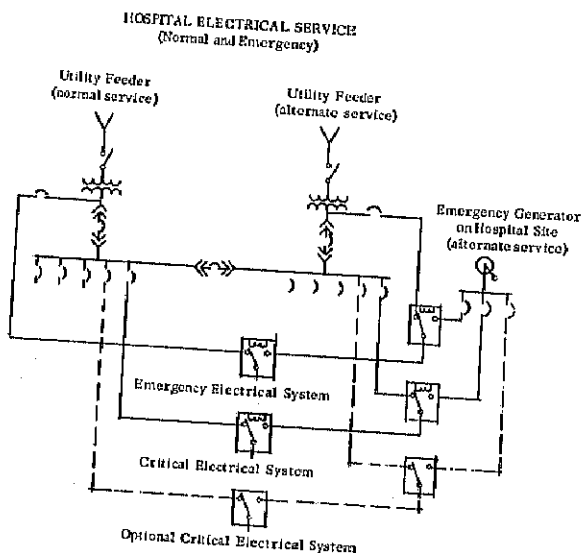 HOSPITAL ELECTRICAL SERVICE
(Normal and Emergency)
Utility Feeder
(normal service)
Utility Feeder
(alternate service)
Emergency Generator
on Hospital Site
(alternate service)
Emergency Electrical System
Critical Electrical System
Optional Critical Electrical System